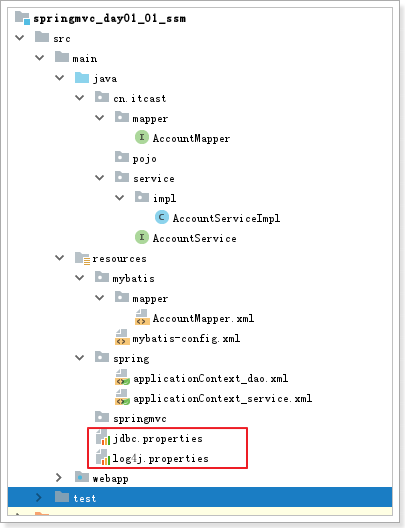 springmvc_day01_01_ssm
src
main
java
cn.itcast
mapper
AccountMapper
pojo
service
impl
AccountServiceImpl
AccountService
resources
mybatis
mapper
AccountMapper.xml
mybatis-config.xml
spring
applicationContext_dao.xml
applicationContext_service.xml
springmvc
jdbc.properties
log4j.properties
webapp
test